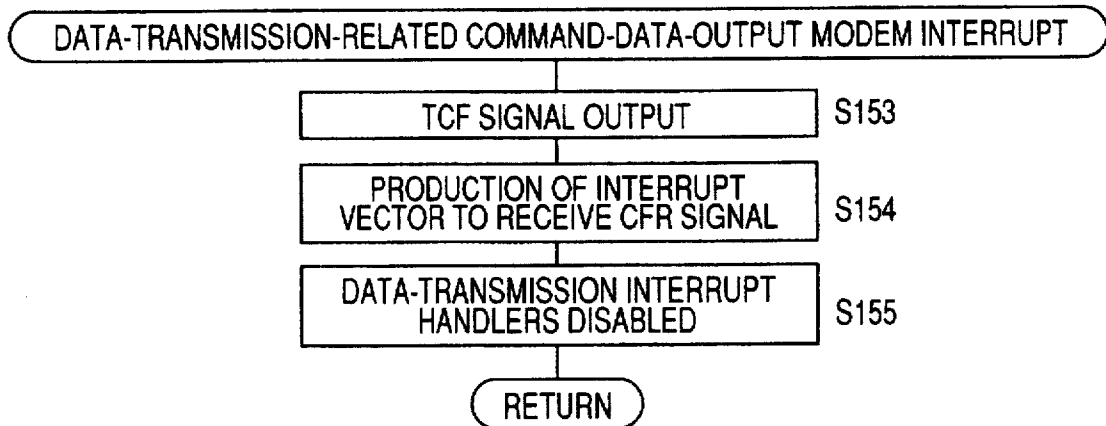 DATA-TRANSMISSION-RELATED COMMAND-DATA-OUTPUT MODEM INTERRUPT
TCF SIGNAL OUTPUT
S153
PRODUCTION OF INTERRUPT
VECTOR TO RECEIVE CFR SIGNAL
S154
DATA-TRANSMISSION INTERRUPT
HANDLERS DISABLED
S155
RETURN